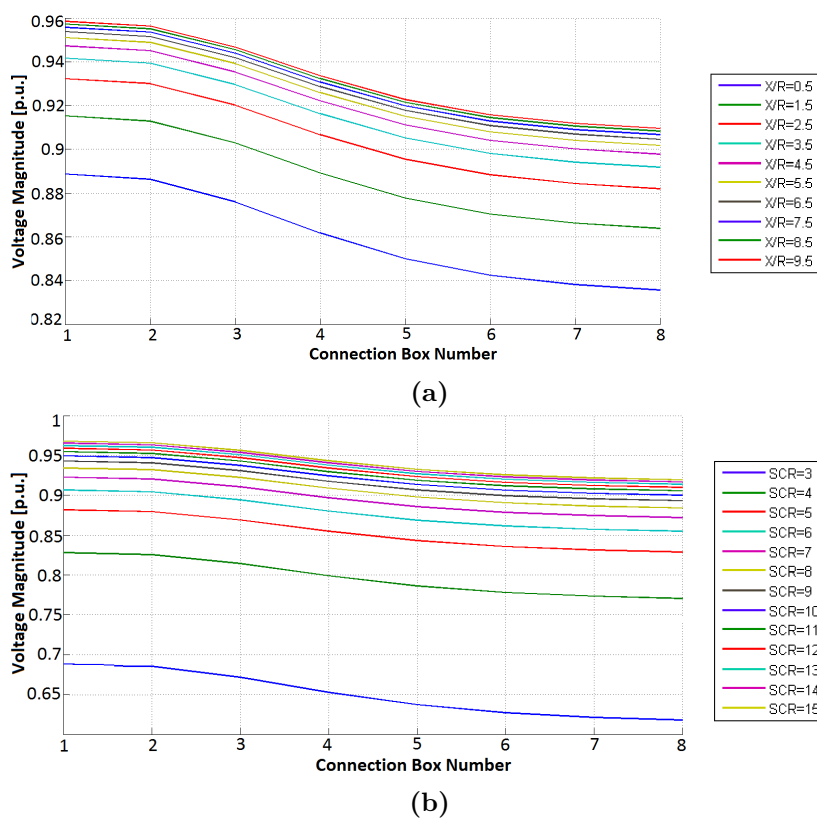 0.96
0.94
0.92
0.9
0.88
0.86
0.84
0.82
Voltage Magnitude [p.u.]
1 2 3 4 5 6 7 8
Connection Box Number
X/R=0.5
X/R=1.5
X/R=2.5
X/R=3.5
X/R=4.5
X/R=5.5
X/R=6.5
X/R=7.5
X/R=8.5
X/R=9.5
(a)
1
0.95
0.9
0.85
0.8
0.75
0.7
0.65
Voltage Magnitude [p.u.]
1 2 3 4 5 6 7 8
Connection Box Number
SCR=3
SCR=4
SCR=5
SCR=6
SCR=7
SCR=8
SCR=9
SCR=10
SCR=11
SCR=12
SCR=13
SCR=14
SCR=15
(b)